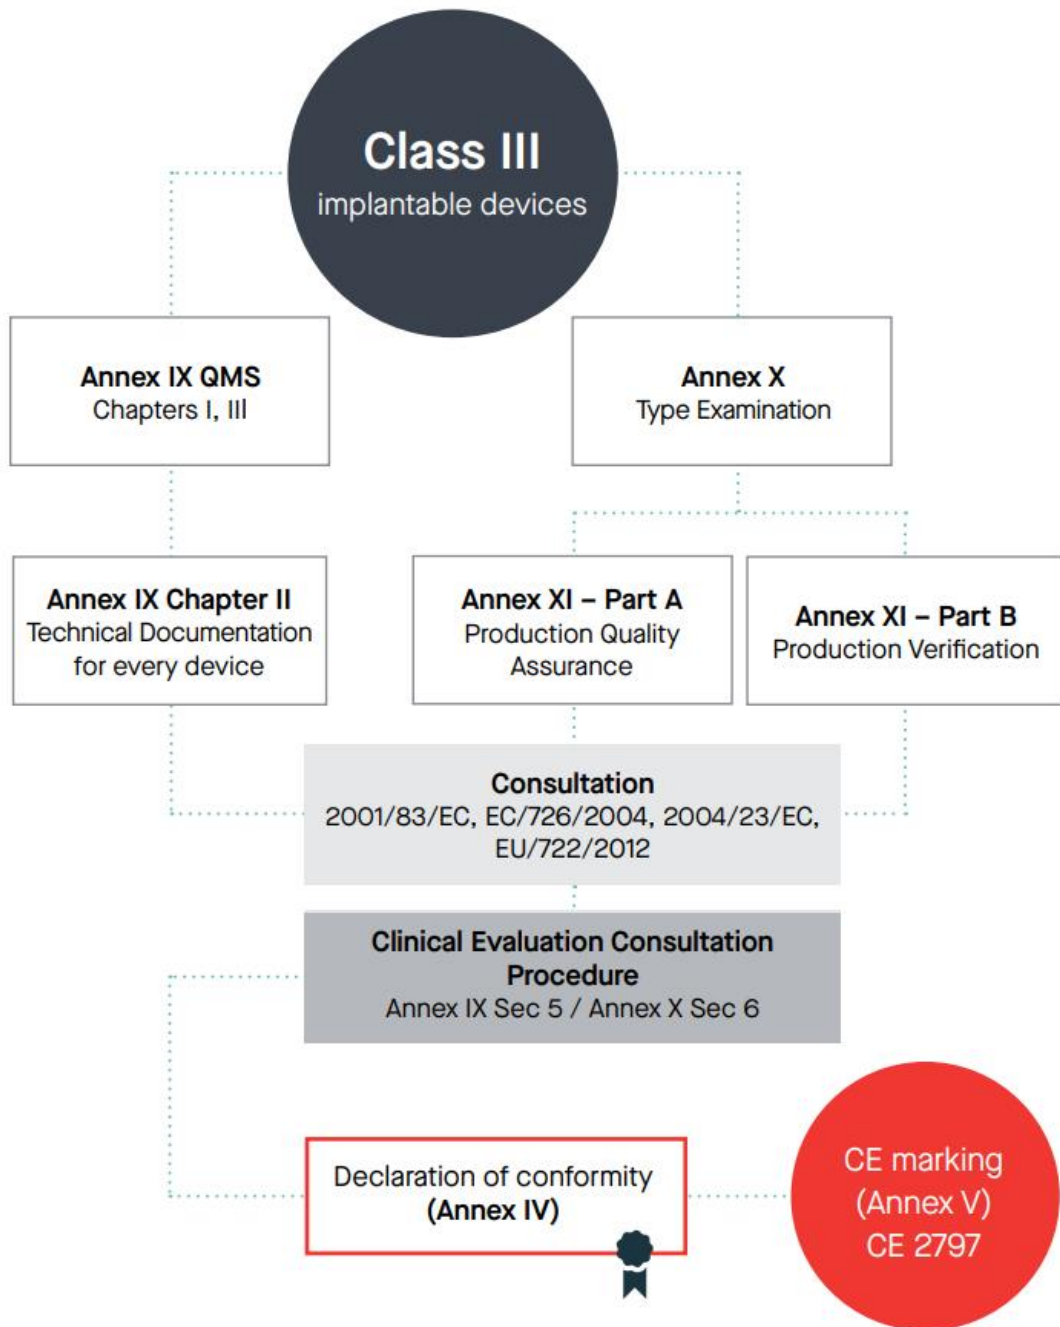 Class III
implantable devices
Annex IX QMS
Chapters I, III
Annex X
Type Examination
Annex IX Chapter II
Technical Documentation
for every device
Annex XI – Part A
Production Quality
Assurance
Annex XI – Part B
Production Verification
Consultation
2001/83/EC, EC/726/2004, 2004/23/EC,
EU/722/2012
Clinical Evaluation Consultation
Procedure
Annex IX Sec 5 / Annex X Sec 6
Declaration of conformity
(Annex IV)
CE marking
(Annex V)
CE 2797